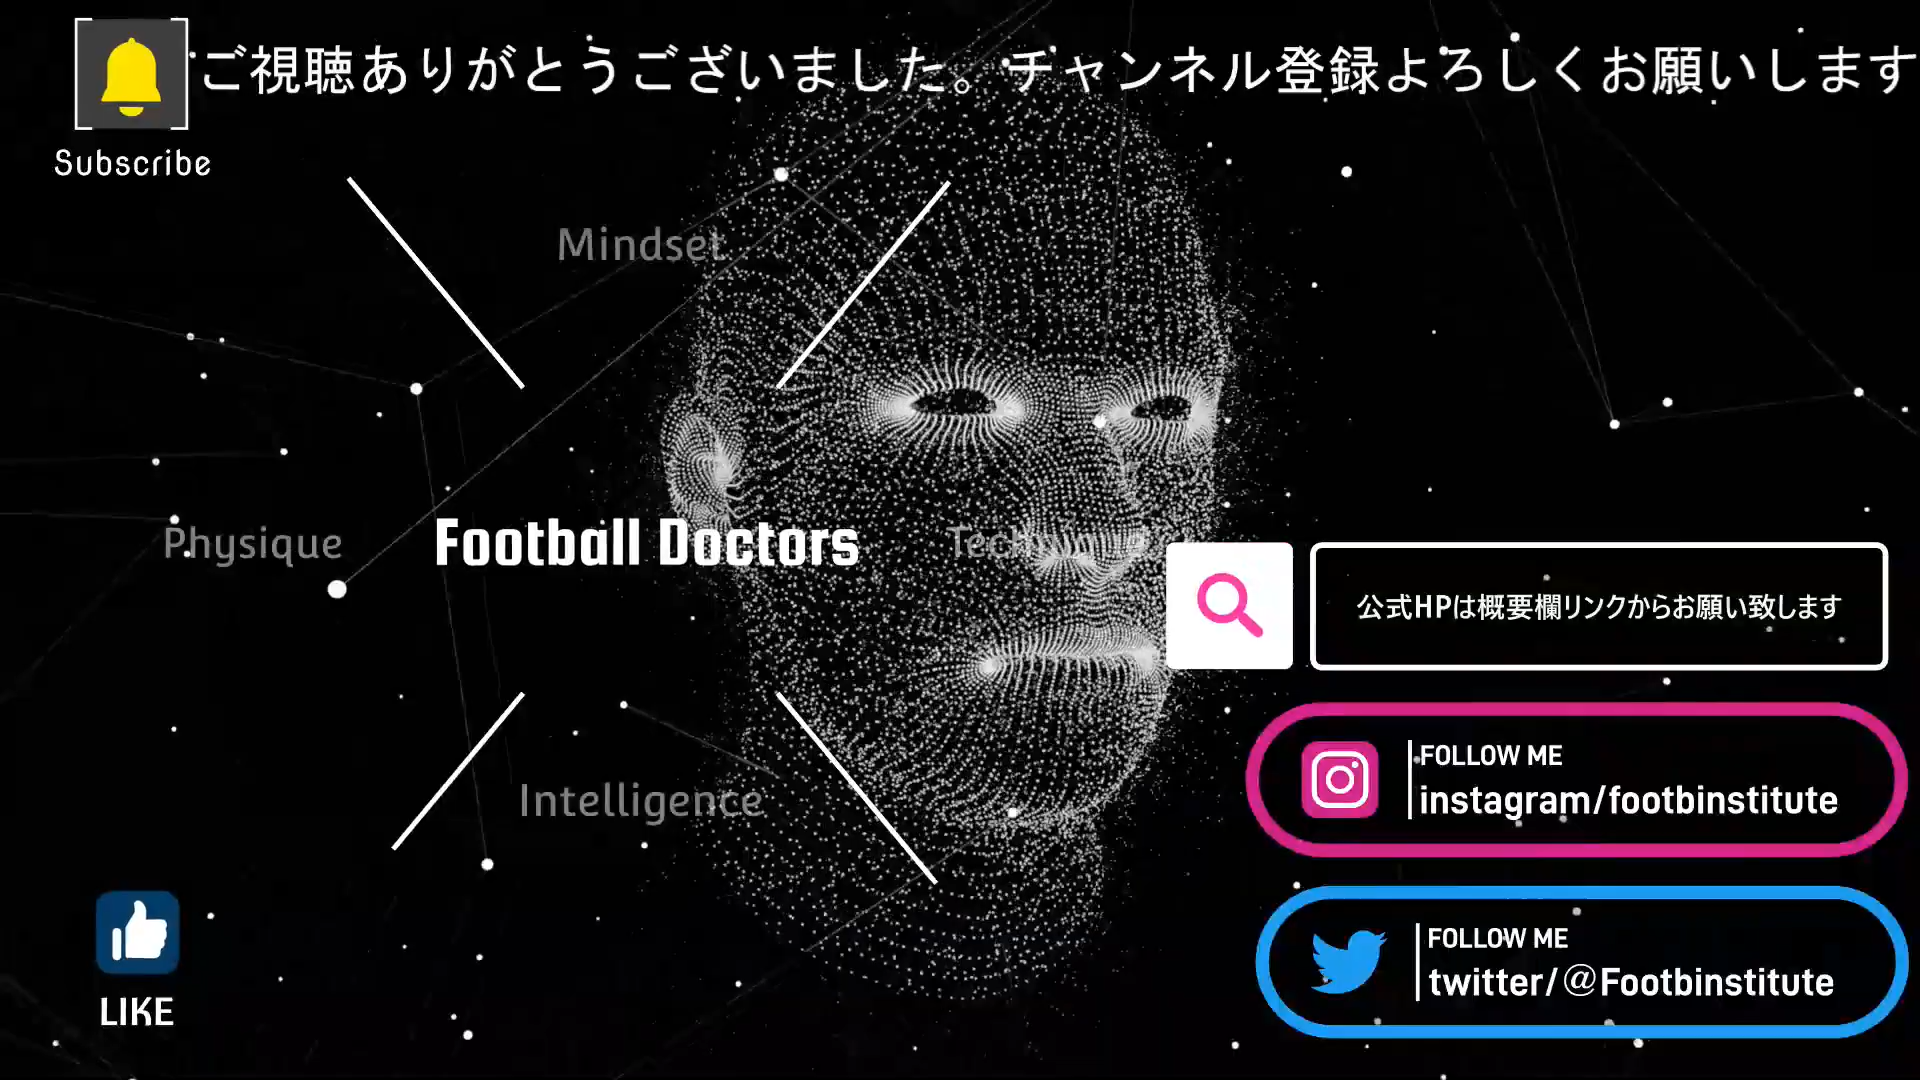 ご視聴ありがとうございました。チャンネル登録よろしくお願いします
Subscribe
Mindset
Physique
Football Doctors
公式HPは概要欄リンクからお願い致します
FOLLOW ME
instagram/footbinstitute
Intelligence
FOLLOW ME
twitter/@Footbinstitute
LIKE